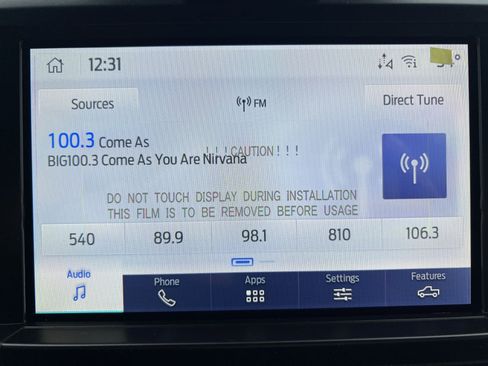 12:31
Sources
FM
Direct Tune
100.3 Come As
BIG100.3 Come As You Are Nirvana
! ! !CAUTION! ! !
DO NOT TOUCH DISPLAY DURING INSTALLATION
THIS FILM IS TO BE REMOVED BEFORE USAGE
540 89.9 98.1 810 106.3
Audio Phone Apps Settings Features